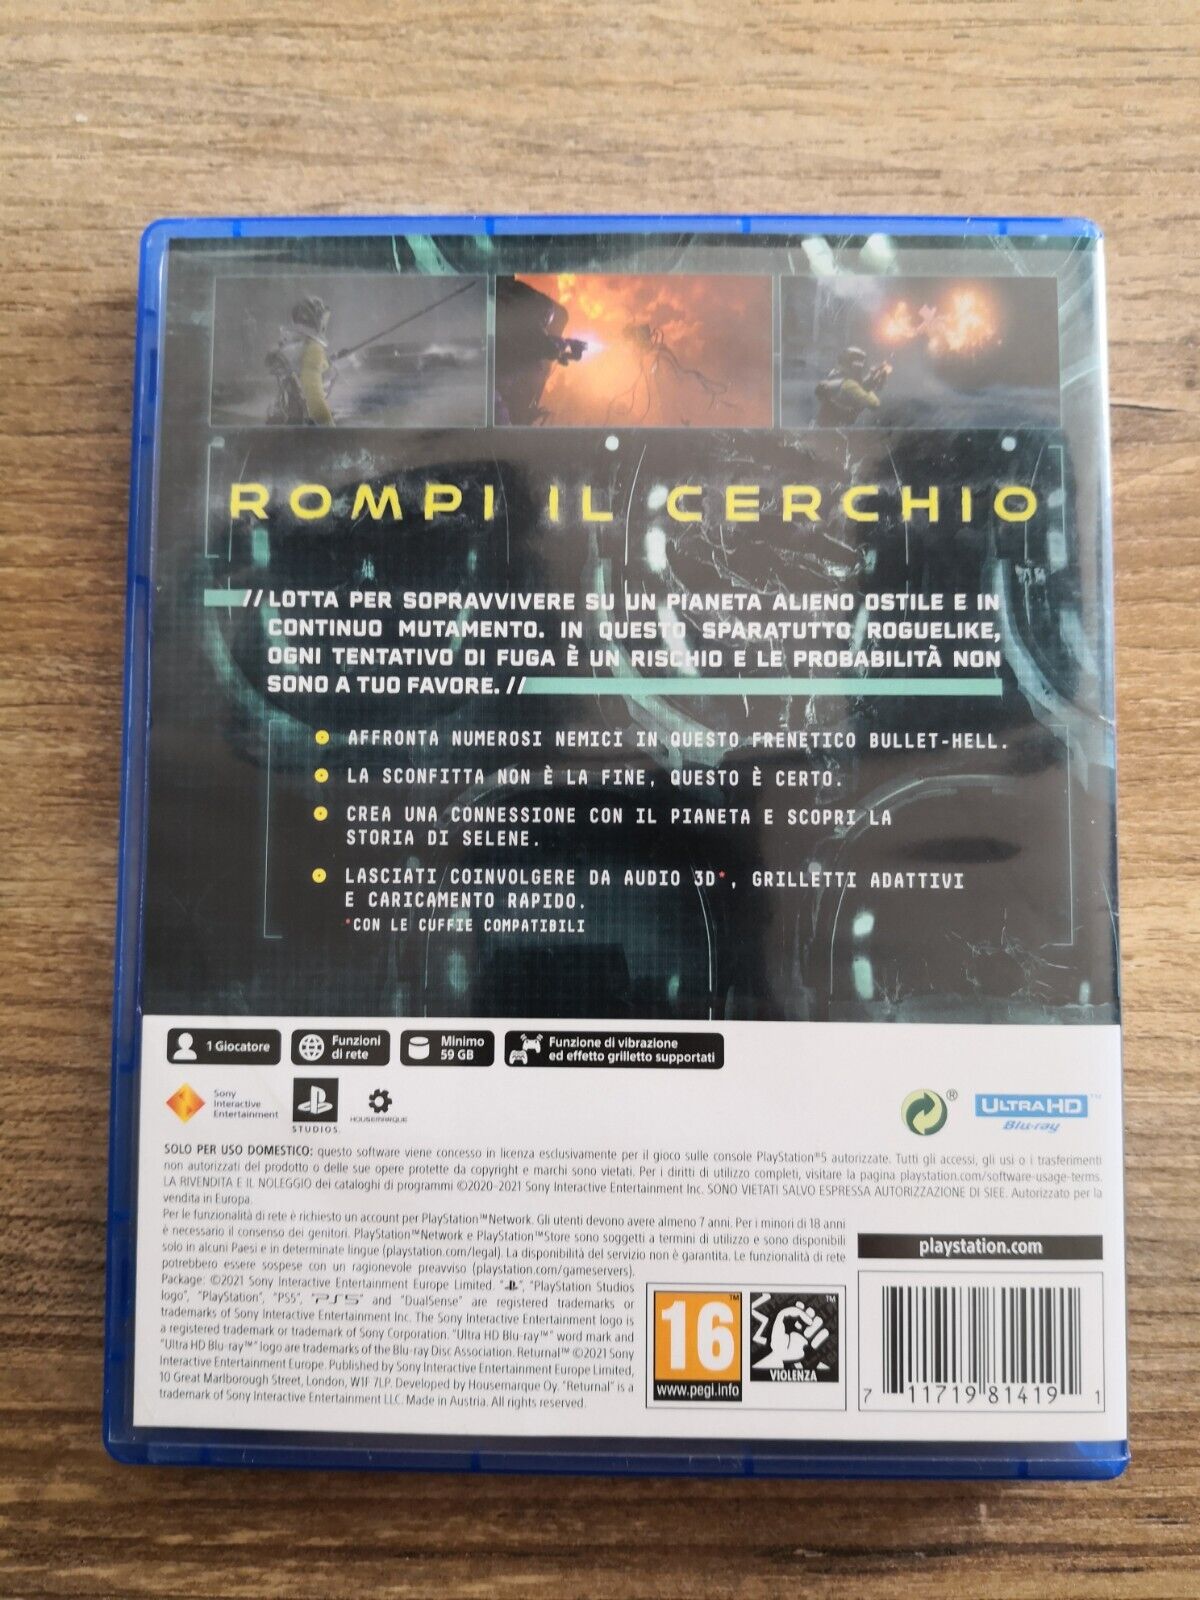 ROMPI IL CERCHIO
// LOTTA PER SOPRAVVIVERE SU UN PIANETA ALIENO OSTILE E IN
CONTINUO MUTAMENTO. IN QUESTO SPARATUTTO ROGUELIKE,
OGNI TENTATIVO DI FUGA È UN RISCHIO E LE PROBABILITÀ NON
SONO A TUO FAVORE. //
AFFRONTA NUMEROSI NEMICI IN QUESTO FRENETICO BULLET-HELL.
LA SCONFITTA NON È LA FINE, QUESTO È CERTO.
CREA UNA CONNESSIONE CON IL PIANETA E SCOPRI LA
STORIA DI SELENE.
LASCIATI COINVOLGERE DA AUDIO 3D*, GRILLETTI ADATTIVI
E CARICAMENTO RAPIDO.
*CON LE CUFFIE COMPATIBILI
1 Giocatore
Funzioni
di rete
Minimo
59 GB
Funzione di vibrazione
ed effetto grilletto supportati
Sony
Interactive
Entertainment
STUDIOS
HOUSEMARQUE
®
ULTRA HD™
Blu-ray
SOLO PER USO DOMESTICO: questo software viene concesso in licenza esclusivamente per il gioco sulle console PlayStation®5 autorizzate. Tutti gli accessi, gli usi o i trasferimenti
non autorizzati del prodotto o delle sue opere protette da copyright e marchi sono vietati. Per i diritti di utilizzo completi, visitare la pagina playstation.com/software-usage-terms.
LA RIVENDITA E IL NOLEGGIO dei cataloghi di programmi ©2020-2021 Sony Interactive Entertainment Inc. SONO VIETATI SALVO ESPRESSA AUTORIZZAZIONE DI SIEE. Autorizzato per la
vendita in Europa.
Per le funzionalità di rete è richiesto un account per PlayStation™Network. Gli utenti devono avere almeno 7 anni. Per i minori di 18 anni
è necessario il consenso dei genitori. PlayStation™Network e PlayStation™Store sono soggetti a termini di utilizzo e sono disponibili
solo in alcuni Paesi e in determinate lingue (playstation.com/legal). La disponibilità del servizio non è garantita. Le funzionalità di rete
potrebbero essere sospese con un ragionevole preavviso (playstation.com/gameservers).
Package: ©2021 Sony Interactive Entertainment Europe Limited. "", "PlayStation Studios
logo", "PlayStation", "PS5", "PS5" and "DualSense" are registered trademarks or
trademarks of Sony Interactive Entertainment Inc. The Sony Interactive Entertainment logo is
a registered trademark or trademark of Sony Corporation. "Ultra HD Blu-ray™" word mark and
"Ultra HD Blu-ray™" logo are trademarks of the Blu-ray Disc Association. Returnal™ ©2021 Sony
Interactive Entertainment Europe. Published by Sony Interactive Entertainment Europe Limited,
10 Great Marlborough Street, London, W1F 7LP. Developed by Housemarque Oy. "Returnal" is a
trademark of Sony Interactive Entertainment LLC. Made in Austria. All rights reserved.
playstation.com
16™
www.pegi.info
™
VIOLENZA
7 11719 81419 1